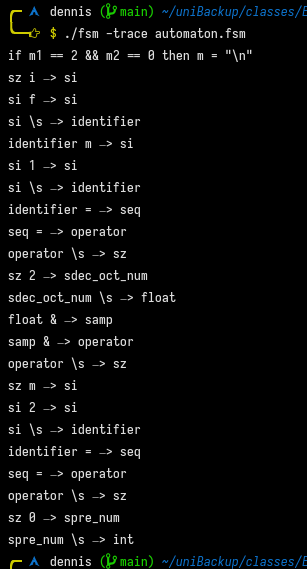 dennis (main) ~/uniBackup/classes/
$ ./fsm -trace automaton.fsm
if m1 == 2 && m2 == 0 then m = "\n"
sz i -> si
si f -> si
si \s -> identifier
identifier m -> si
si 1 -> si
si \s -> identifier
identifier = -> seq
seq = -> operator
operator \s -> sz
sz 2 -> sdec_oct_num
sdec_oct_num \s -> float
float & -> samp
samp & -> operator
operator \s -> sz
sz m -> si
si 2 -> si
si \s -> identifier
identifier = -> seq
seq = -> operator
operator \s -> sz
sz 0 -> spre_num
spre_num \s -> int
dennis (main) ~/uniBackup/classes/